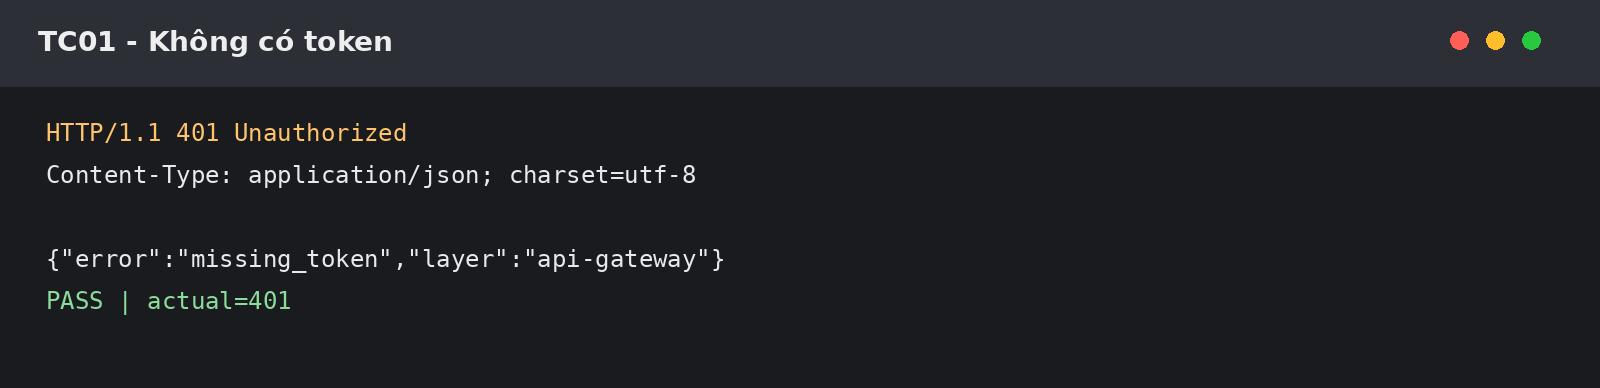 TC01 - Không có token
HTTP/1.1 401 Unauthorized
Content-Type: application/json; charset=utf-8
{"error":"missing_token","layer":"api-gateway"}
PASS | actual=401